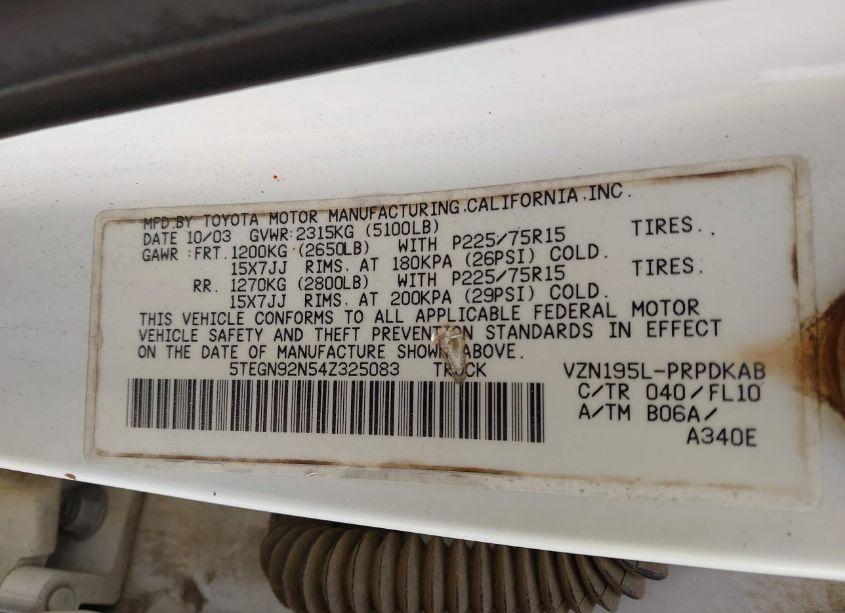 MFD.BY TOYOTA MOTOR MANUFACTURING.CALIFORNIA.INC.
DATE 10/03 GVWR:2315KG (5100LB)
GAWR :FRT. 1200KG (2650LB) WITH P225/75R15 TIRES.
15X7JJ RIMS. AT 180KPA (26PSI) COLD.
RR. 1270KG (2800LB) WITH P225/75R15 TIRES.
15X7JJ RIMS. AT 200KPA (29PSI) COLD.
THIS VEHICLE CONFORMS TO ALL APPLICABLE FEDERAL MOTOR
VEHICLE SAFETY AND THEFT PREVENTION STANDARDS IN EFFECT
ON THE DATE OF MANUFACTURE SHOWN ABOVE.
5TEGN92N54Z325083 TRUCK VZN195L-PRPDKAB
C/TR 040/FL10
A/TM B06A/
A340E